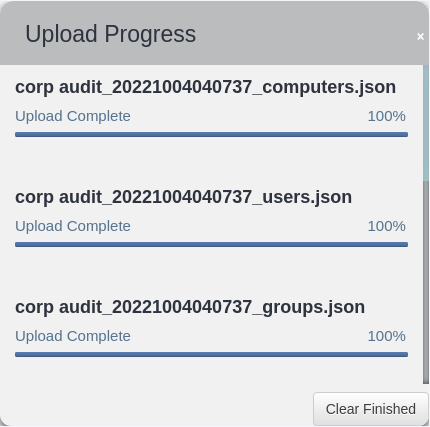 Upload Progress
×
corp audit_20221004040737_computers.json
Upload Complete 100%
corp audit_20221004040737_users.json
Upload Complete 100%
corp audit_20221004040737_groups.json
Upload Complete 100%
Clear Finished